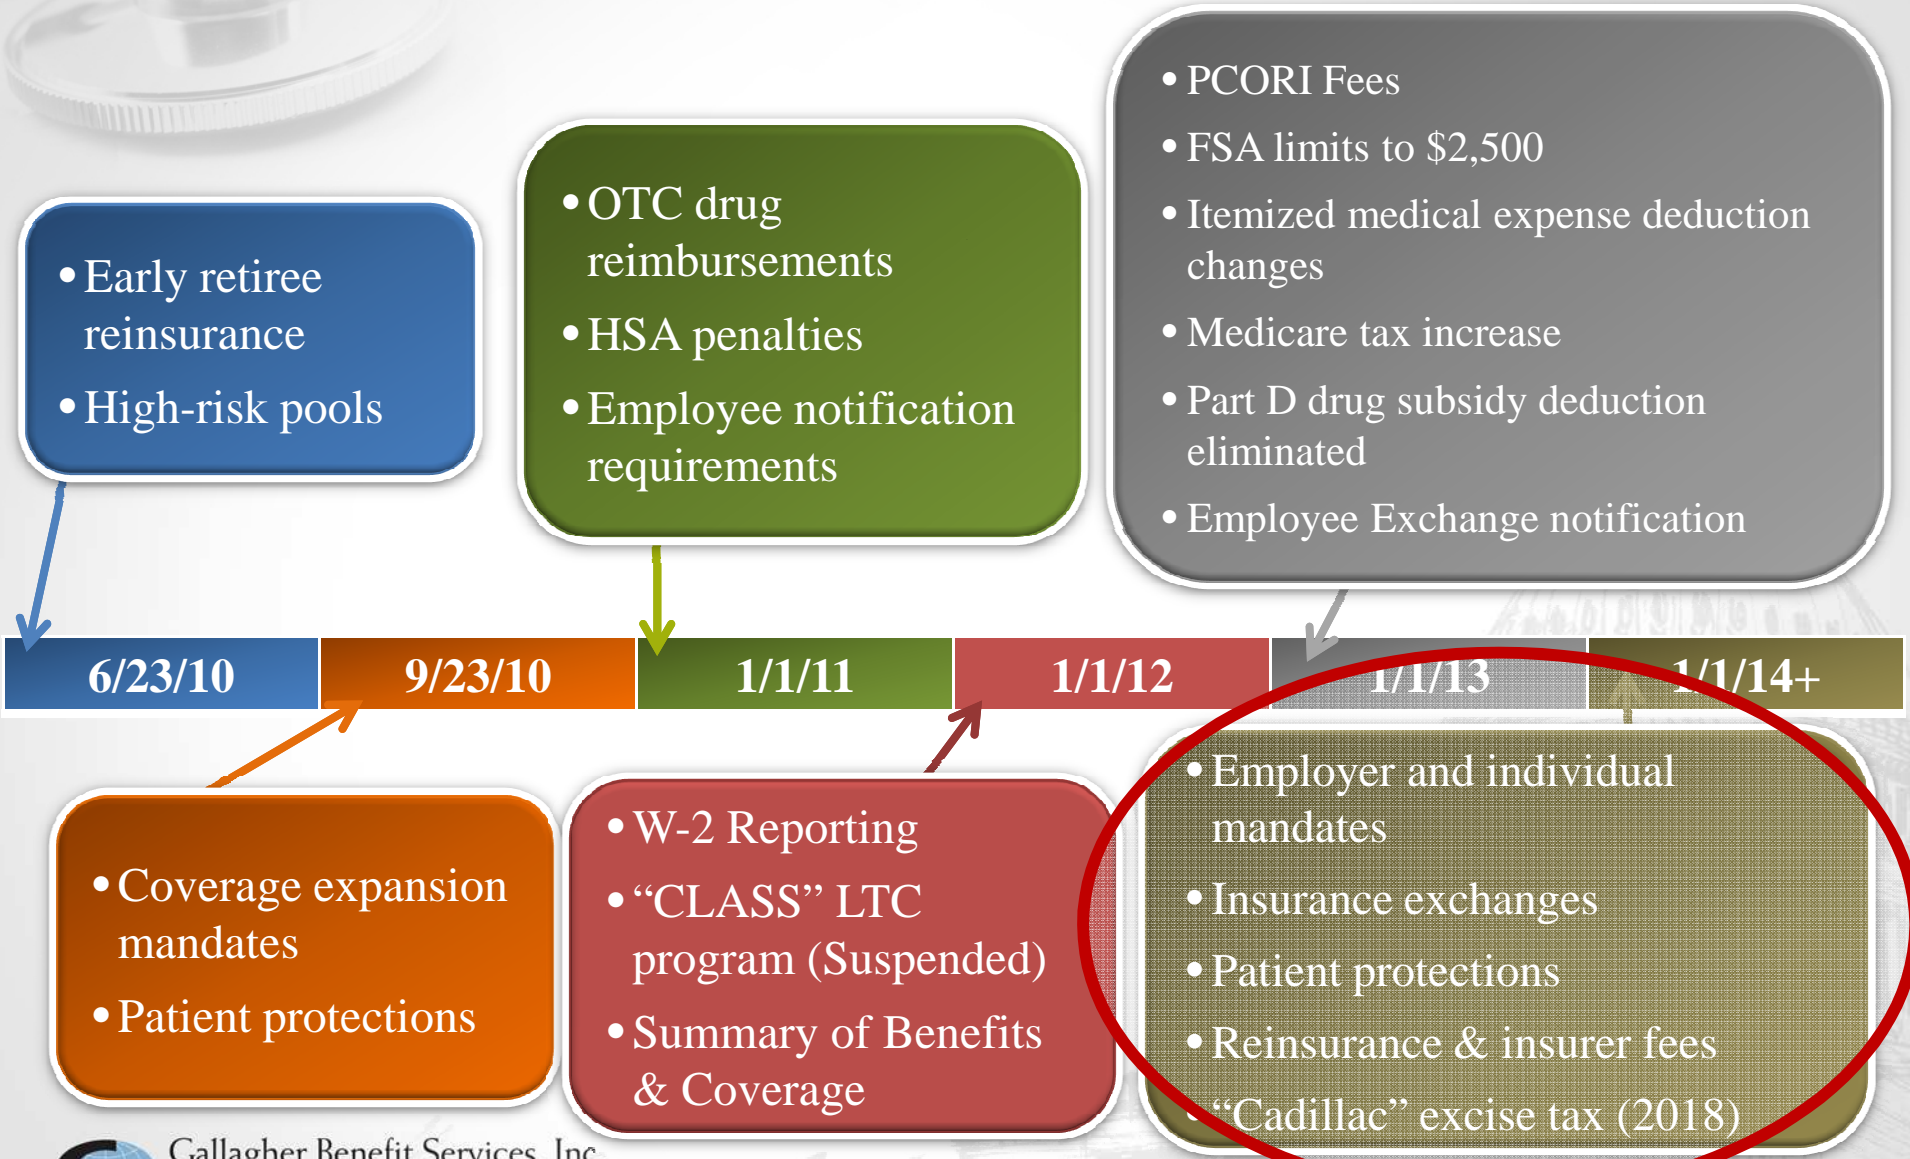 • Early retiree
reinsurance
• High-risk pools
• OTC drug
reimbursements
• HSA penalties
• Employee notification
requirements
• PCORI Fees
• FSA limits to $2,500
• Itemized medical expense deduction
changes
• Medicare tax increase
• Part D drug subsidy deduction
eliminated
• Employee Exchange notification
6/23/10
9/23/10
1/1/11
1/1/12
1/1/13
1/1/14+
• Coverage expansion
mandates
• Patient protections
• W-2 Reporting
• “CLASS” LTC
program (Suspended)
• Summary of Benefits
& Coverage
• Employer and individual
mandates
• Insurance exchanges
• Patient protections
• Reinsurance & insurer fees
• “Cadillac” excise tax (2018)
Gallagher Benefit Services, Inc.